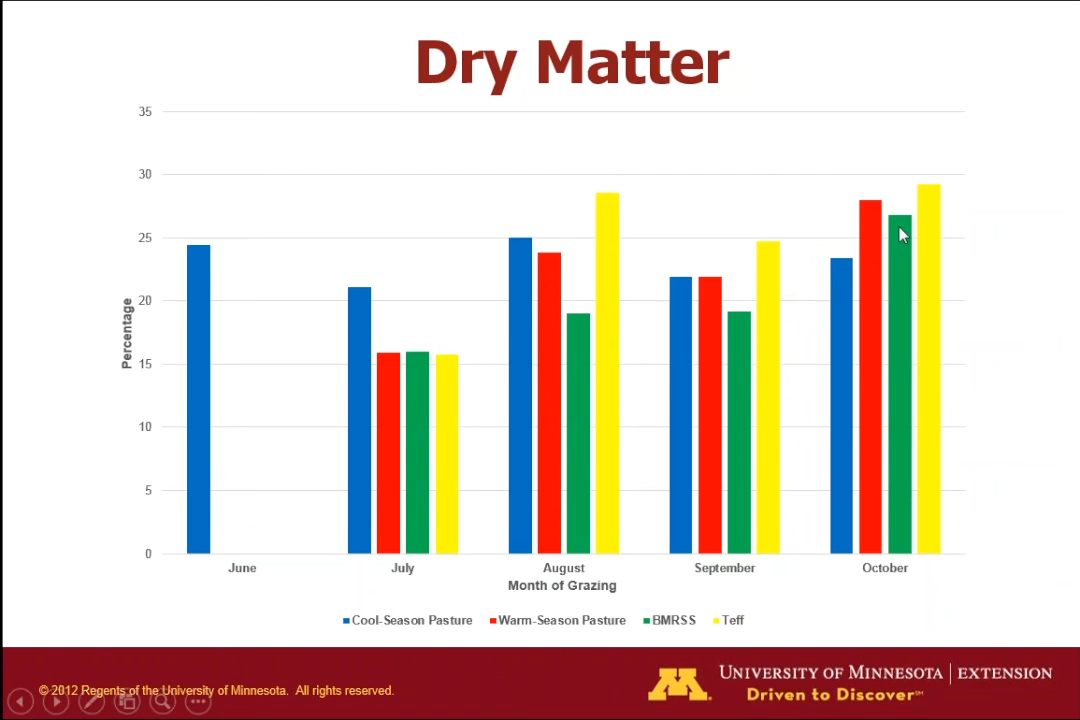 Dry Matter
35
30
25
20
15
10
5
0
Percentage
June July August September October
Month of Grazing
Cool-Season Pasture Warm-Season Pasture BMRSS Teff
© 2012 Regents of the University of Minnesota. All rights reserved.
UNIVERSITY OF MINNESOTA | EXTENSION
Driven to Discover℠